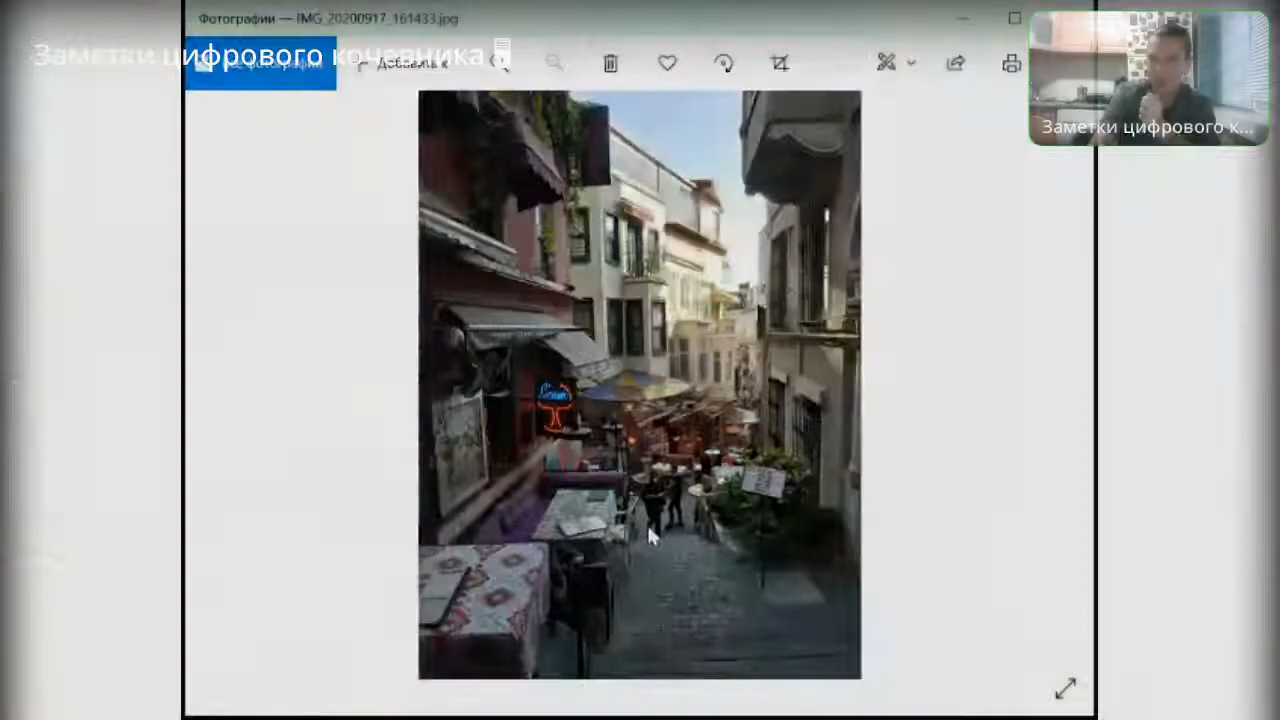 Фотографии — IMG_20200917_161433.jpg
Заметки цифрового кочевника
Добавить к
Заметки цифрового к...